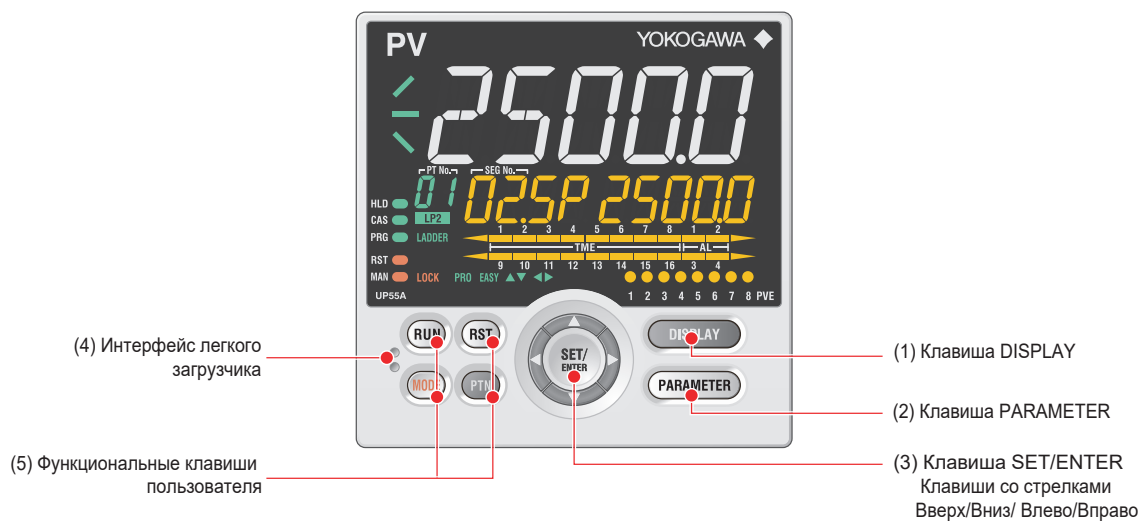 PV YOKOGAWA
2500.0
PT No. SEG No.
01 02.SP 2500.0
HLD
CAS LP2
1 2 3 4 5 6 7 8 1 2
PRG LADDER
TME AL
RST
9 10 11 12 13 14 15 16 3 4
MAN LOCK PRO EASY
UP55A 1 2 3 4 5 6 7 8 PVE
RUN RST DISPLAY
SET/
ENTER
MODE PTN PARAMETER
(4) Интерфейс легкого
загрузчика
(1) Клавиша DISPLAY
(2) Клавиша PARAMETER
(5) Функциональные клавиши
пользователя
(3) Клавиша SET/ENTER
Клавиши со стрелками
Вверх/Вниз/ Влево/Вправо